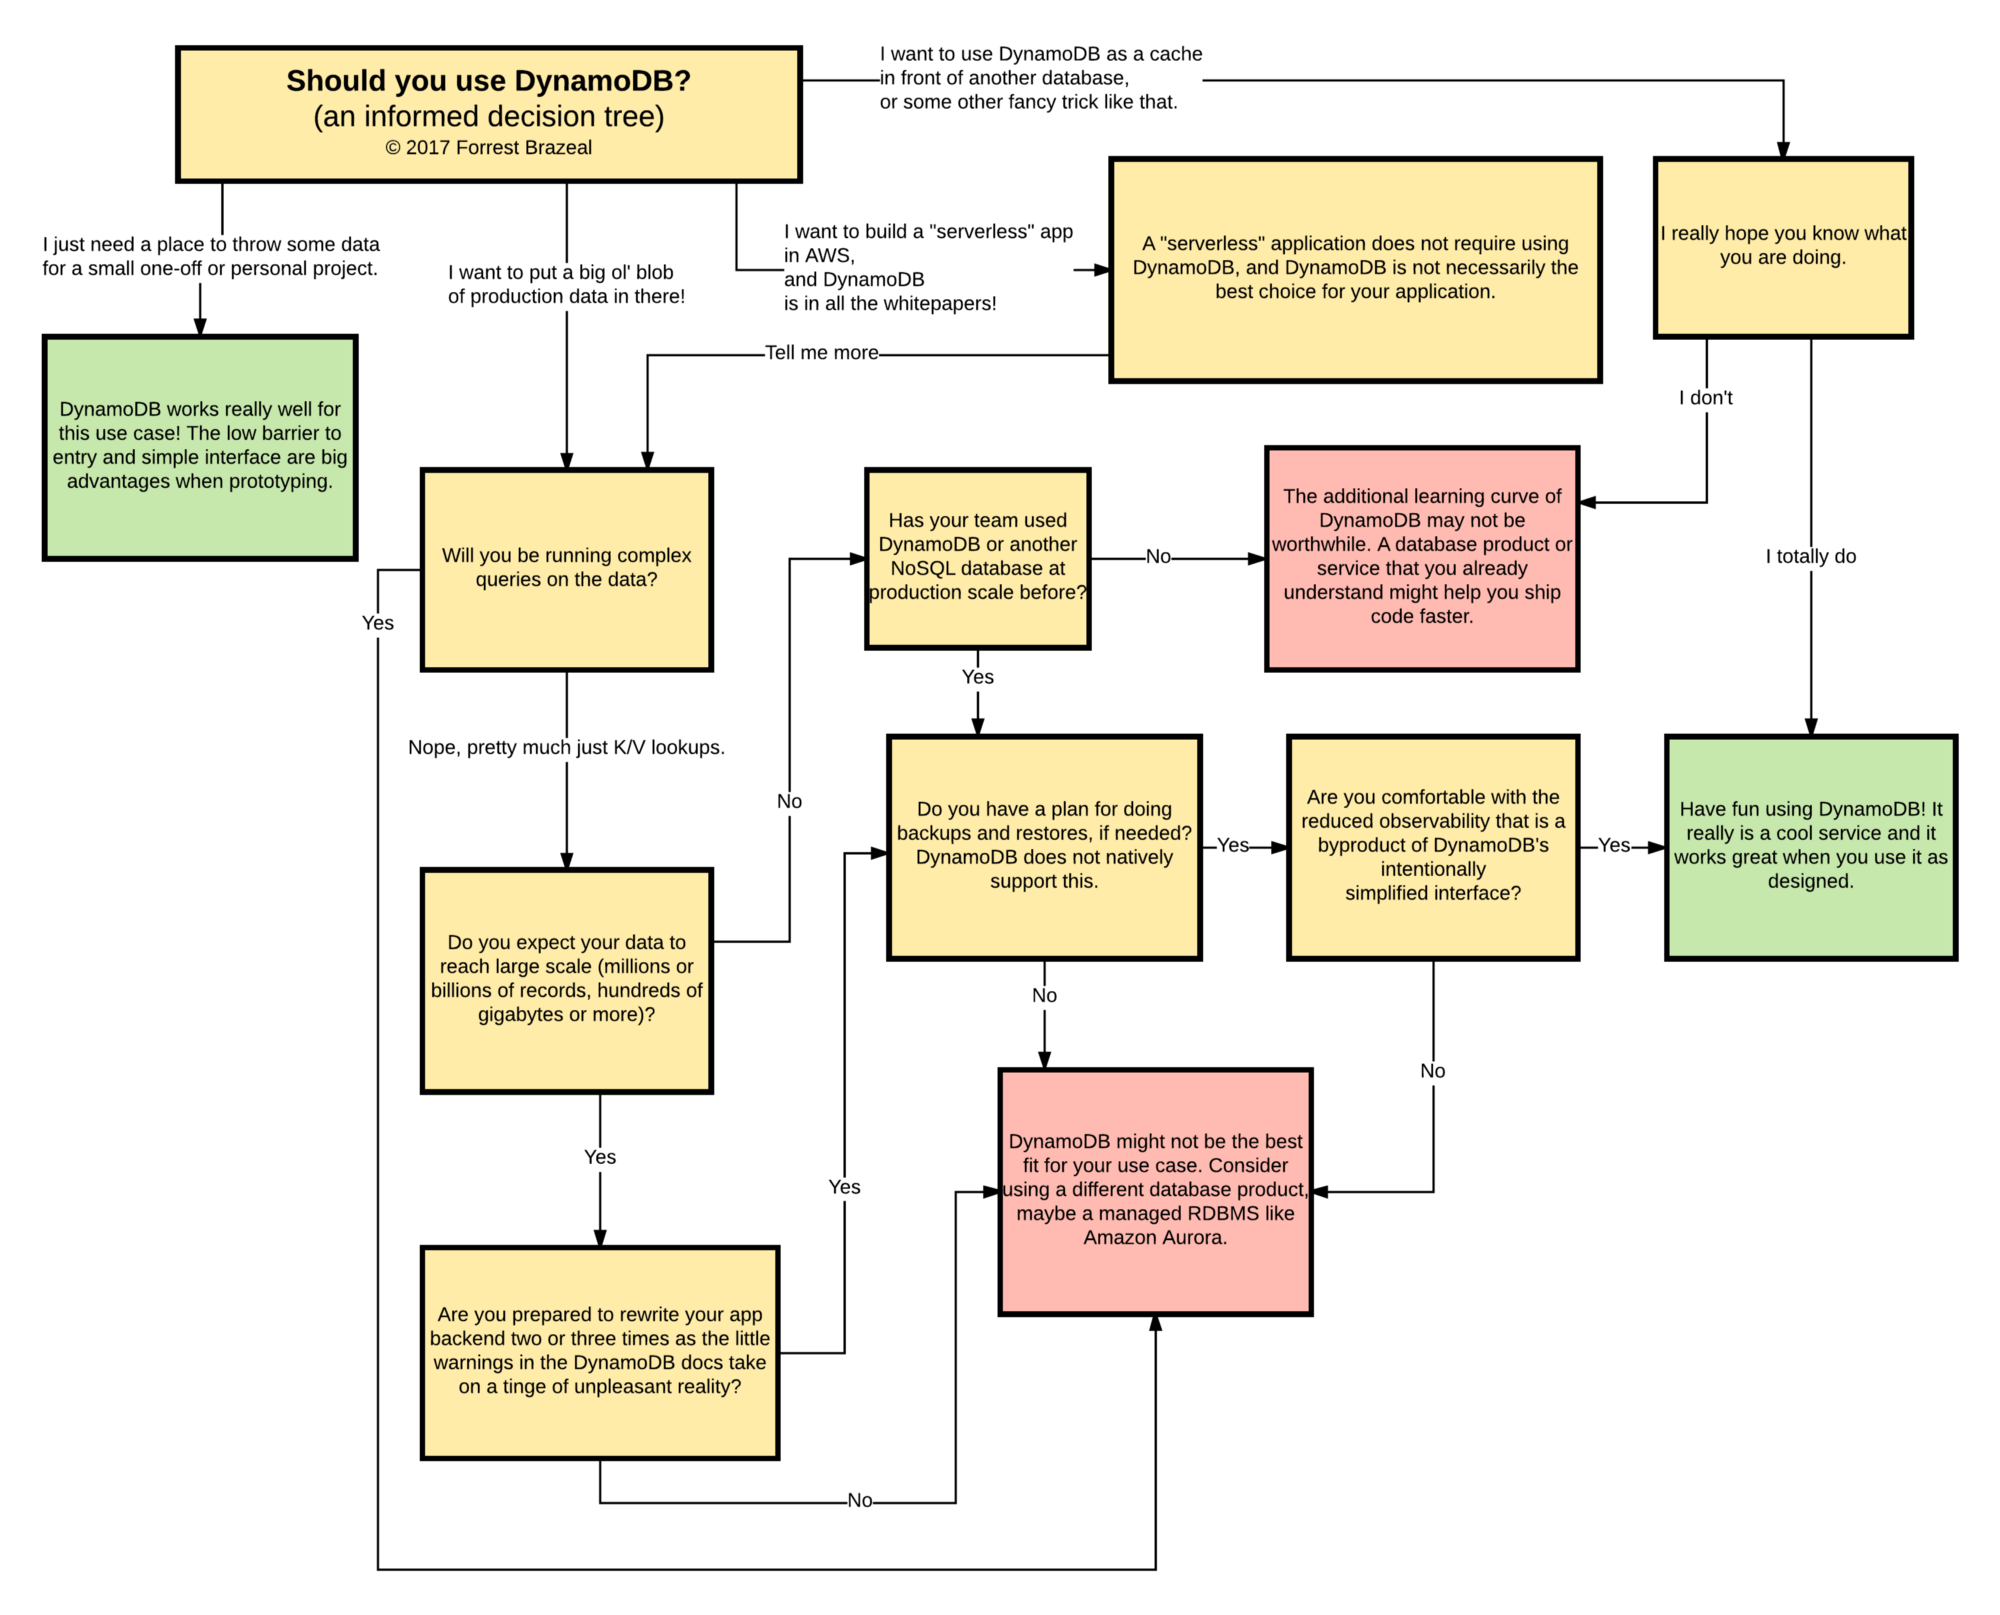 Should you use DynamoDB?
(an informed decision tree)
© 2017 Forrest Brazeal
I want to use DynamoDB as a cache
in front of another database,
or some other fancy trick like that.
I just need a place to throw some data
for a small one-off or personal project.
I want to put a big ol' blob
of production data in there!
I want to build a "serverless" app
in AWS,
and DynamoDB
is in all the whitepapers!
A "serverless" application does not require using
DynamoDB, and DynamoDB is not necessarily the
best choice for your application.
I really hope you know what
you are doing.
Tell me more
I don't
I totally do
DynamoDB works really well for
this use case! The low barrier to
entry and simple interface are big
advantages when prototyping.
Will you be running complex
queries on the data?
Yes
Nope, pretty much just K/V lookups.
Has your team used
DynamoDB or another
NoSQL database at
production scale before?
No
Yes
The additional learning curve of
DynamoDB may not be
worthwhile. A database product or
service that you already
understand might help you ship
code faster.
No
Do you have a plan for doing
backups and restores, if needed?
DynamoDB does not natively
support this.
Yes
Are you comfortable with the
reduced observability that is a
byproduct of DynamoDB's
intentionally
simplified interface?
Yes
Have fun using DynamoDB! It
really is a cool service and it
works great when you use it as
designed.
Do you expect your data to
reach large scale (millions or
billions of records, hundreds of
gigabytes or more)?
No
No
Yes
Yes
DynamoDB might not be the best
fit for your use case. Consider
using a different database product,
maybe a managed RDBMS like
Amazon Aurora.
Are you prepared to rewrite your app
backend two or three times as the little
warnings in the DynamoDB docs take
on a tinge of unpleasant reality?
No